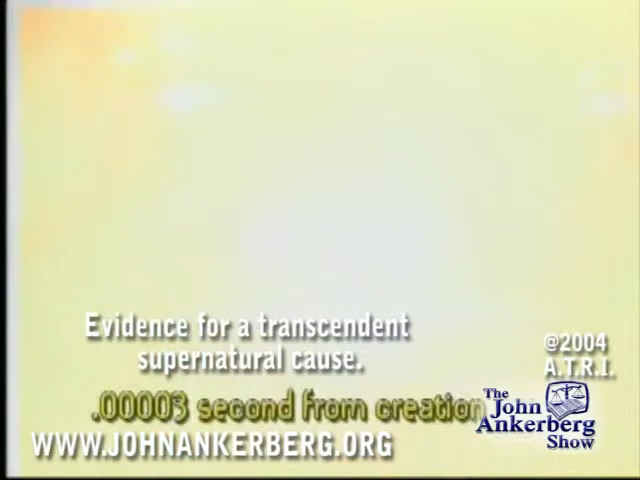 Evidence for a transcendent
supernatural cause.
@2004
A.T.R.I.
.00003 second from creation
The
John
Ankerberg
Show
WWW.JOHNANKERBERG.ORG